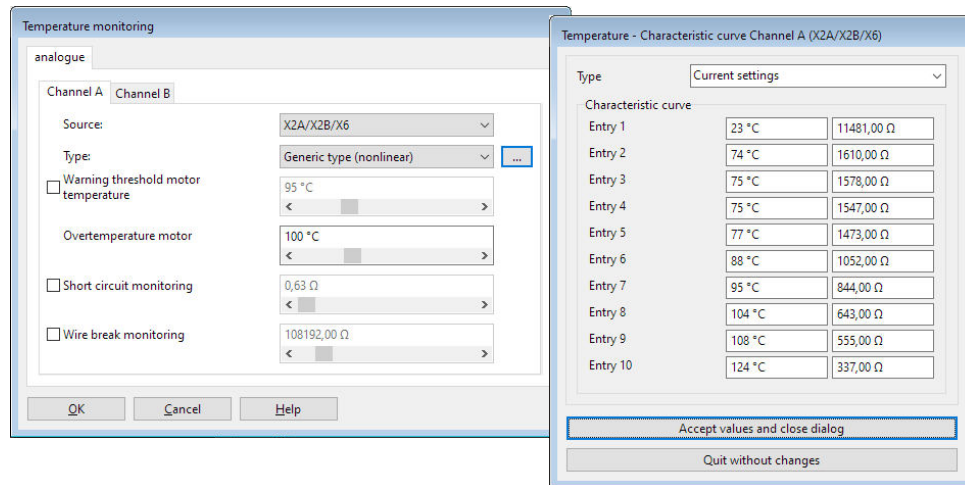 Temperature monitoring
analogue
Channel A Channel B
Source: X2A/X2B/X6
Type: Generic type (nonlinear) ...
Warning threshold motor
temperature
95 °C
Overtemperature motor 100 °C
Short circuit monitoring 0,63 Ω
Wire break monitoring 108192,00 Ω
OK Cancel Help
Temperature - Characteristic curve Channel A (X2A/X2B/X6)
Type Current settings
Characteristic curve
Entry 1 23 °C 11481,00 Ω
Entry 2 74 °C 1610,00 Ω
Entry 3 75 °C 1578,00 Ω
Entry 4 75 °C 1547,00 Ω
Entry 5 77 °C 1473,00 Ω
Entry 6 88 °C 1052,00 Ω
Entry 7 95 °C 844,00 Ω
Entry 8 104 °C 643,00 Ω
Entry 9 108 °C 555,00 Ω
Entry 10 124 °C 337,00 Ω
Accept values and close dialog
Quit without changes